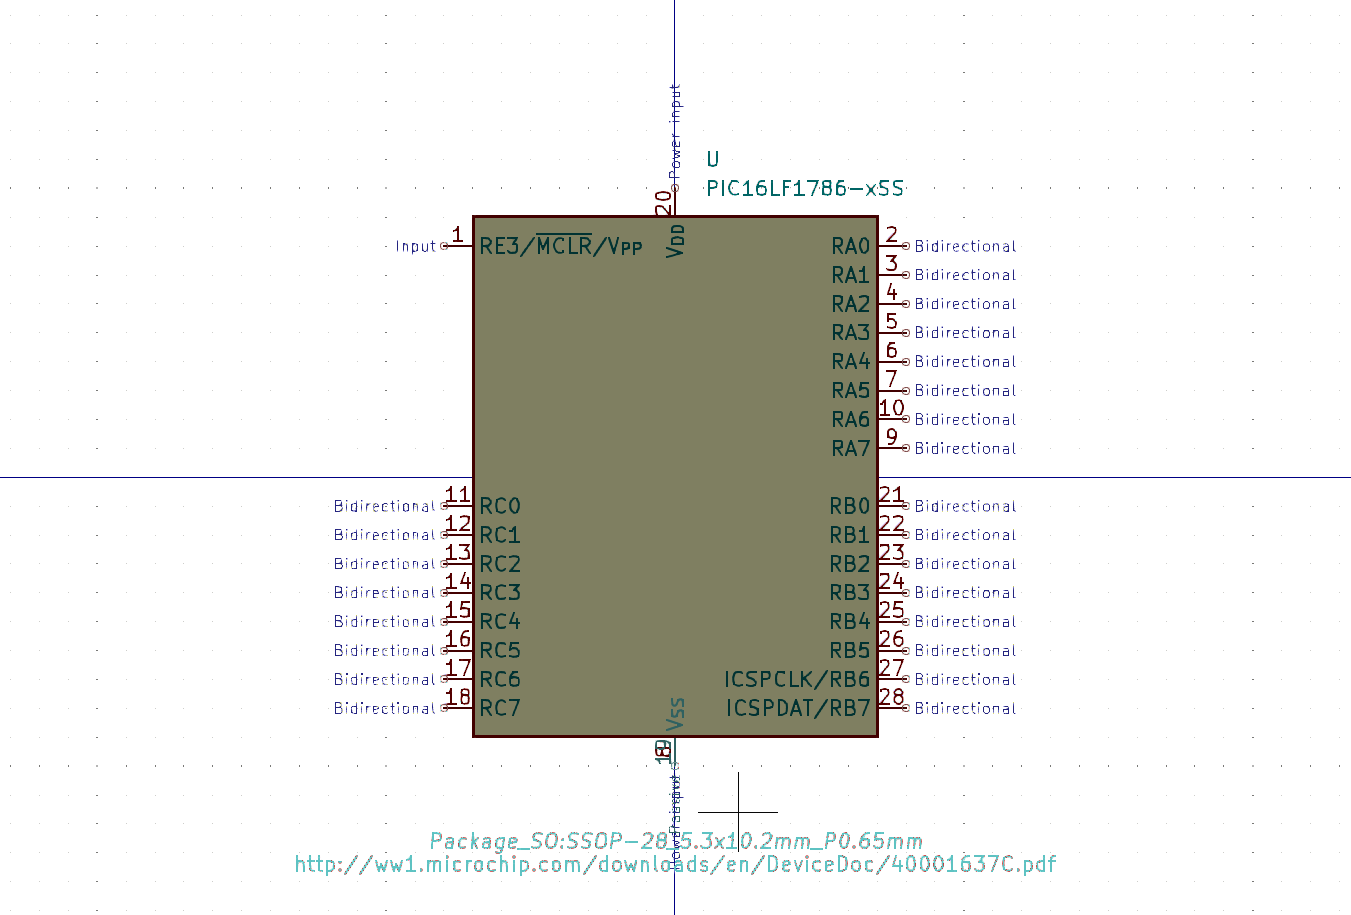 Power input
U
PIC16LF1786-xSS
20
Input 1 RE3/MCLR/VPP
VDD
RA0 2 Bidirectional
RA1 3 Bidirectional
RA2 4 Bidirectional
RA3 5 Bidirectional
RA4 6 Bidirectional
RA5 7 Bidirectional
RA6 10 Bidirectional
RA7 9 Bidirectional
Bidirectional 11 RC0 RB0 21 Bidirectional
Bidirectional 12 RC1 RB1 22 Bidirectional
Bidirectional 13 RC2 RB2 23 Bidirectional
Bidirectional 14 RC3 RB3 24 Bidirectional
Bidirectional 15 RC4 RB4 25 Bidirectional
Bidirectional 16 RC5 RB5 26 Bidirectional
Bidirectional 17 RC6 ICSPCLK/RB6 27 Bidirectional
Bidirectional 18 RC7 ICSPDAT/RB7 28 Bidirectional
VSS
Package_SO:SSOP-28_5.3x10.2mm_P0.65mm
http://ww1.microchip.com/downloads/en/DeviceDoc/40001637C.pdf